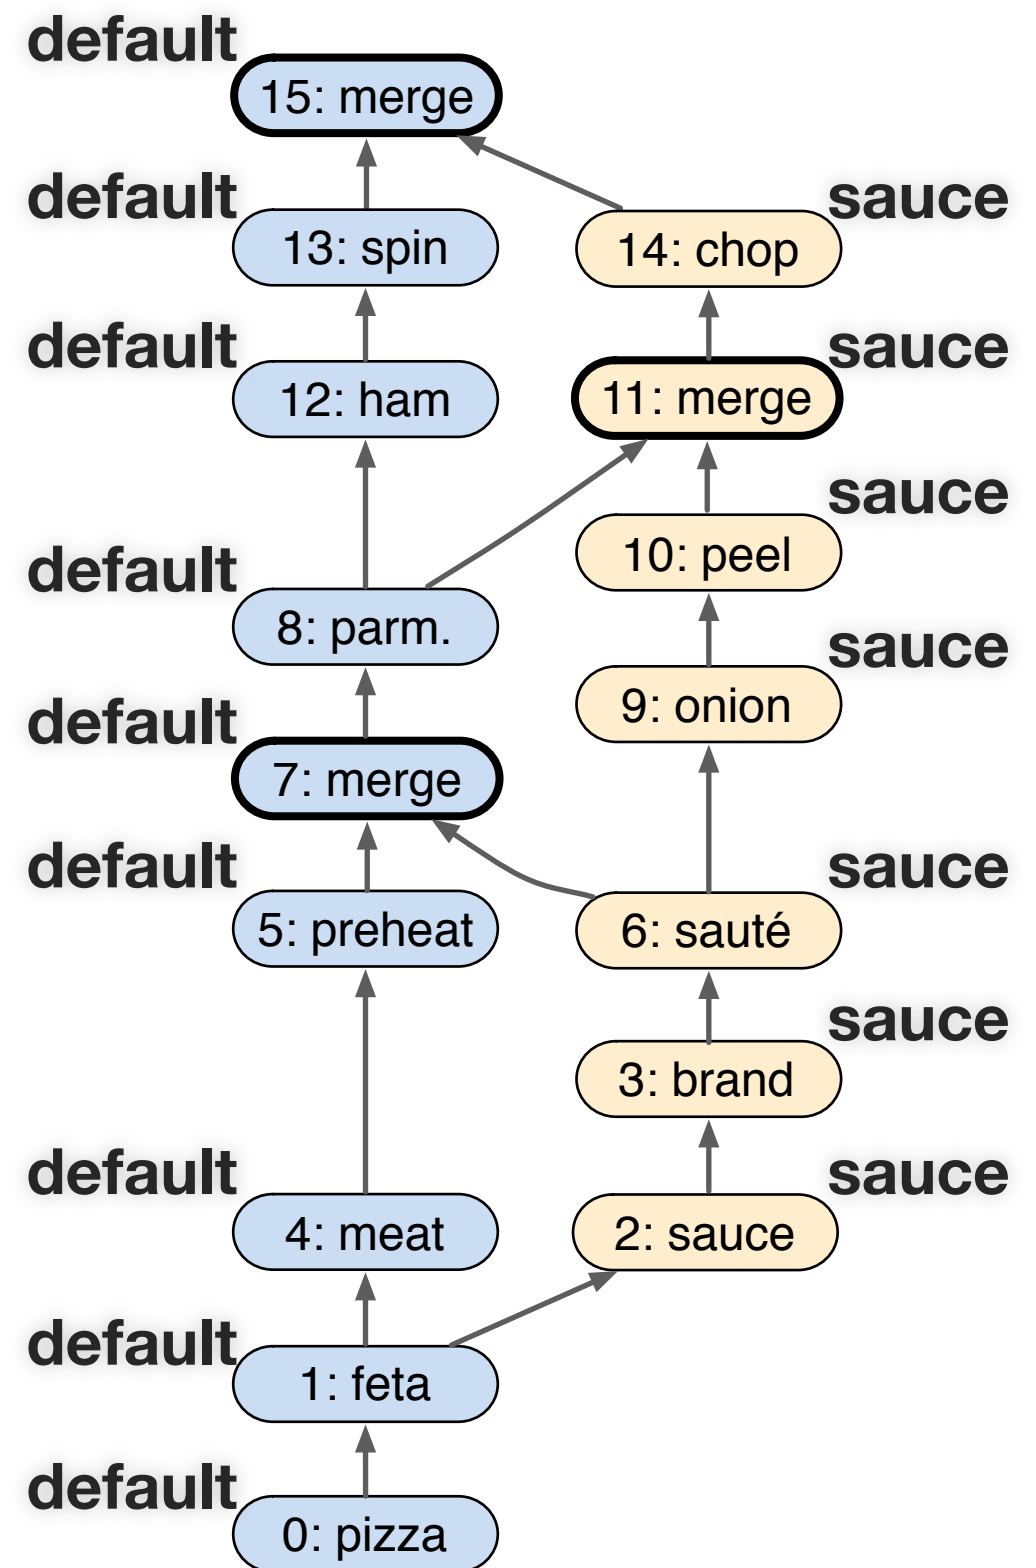 default
15: merge
default
sauce
13: spin
14: chop
default
sauce
12: ham
11: merge
sauce
10: peel
default
8: parm.
sauce
9: onion
default
7: merge
default
sauce
5: preheat
6: sauté
sauce
3: brand
default
sauce
4: meat
2: sauce
default
1: feta
default
0: pizza